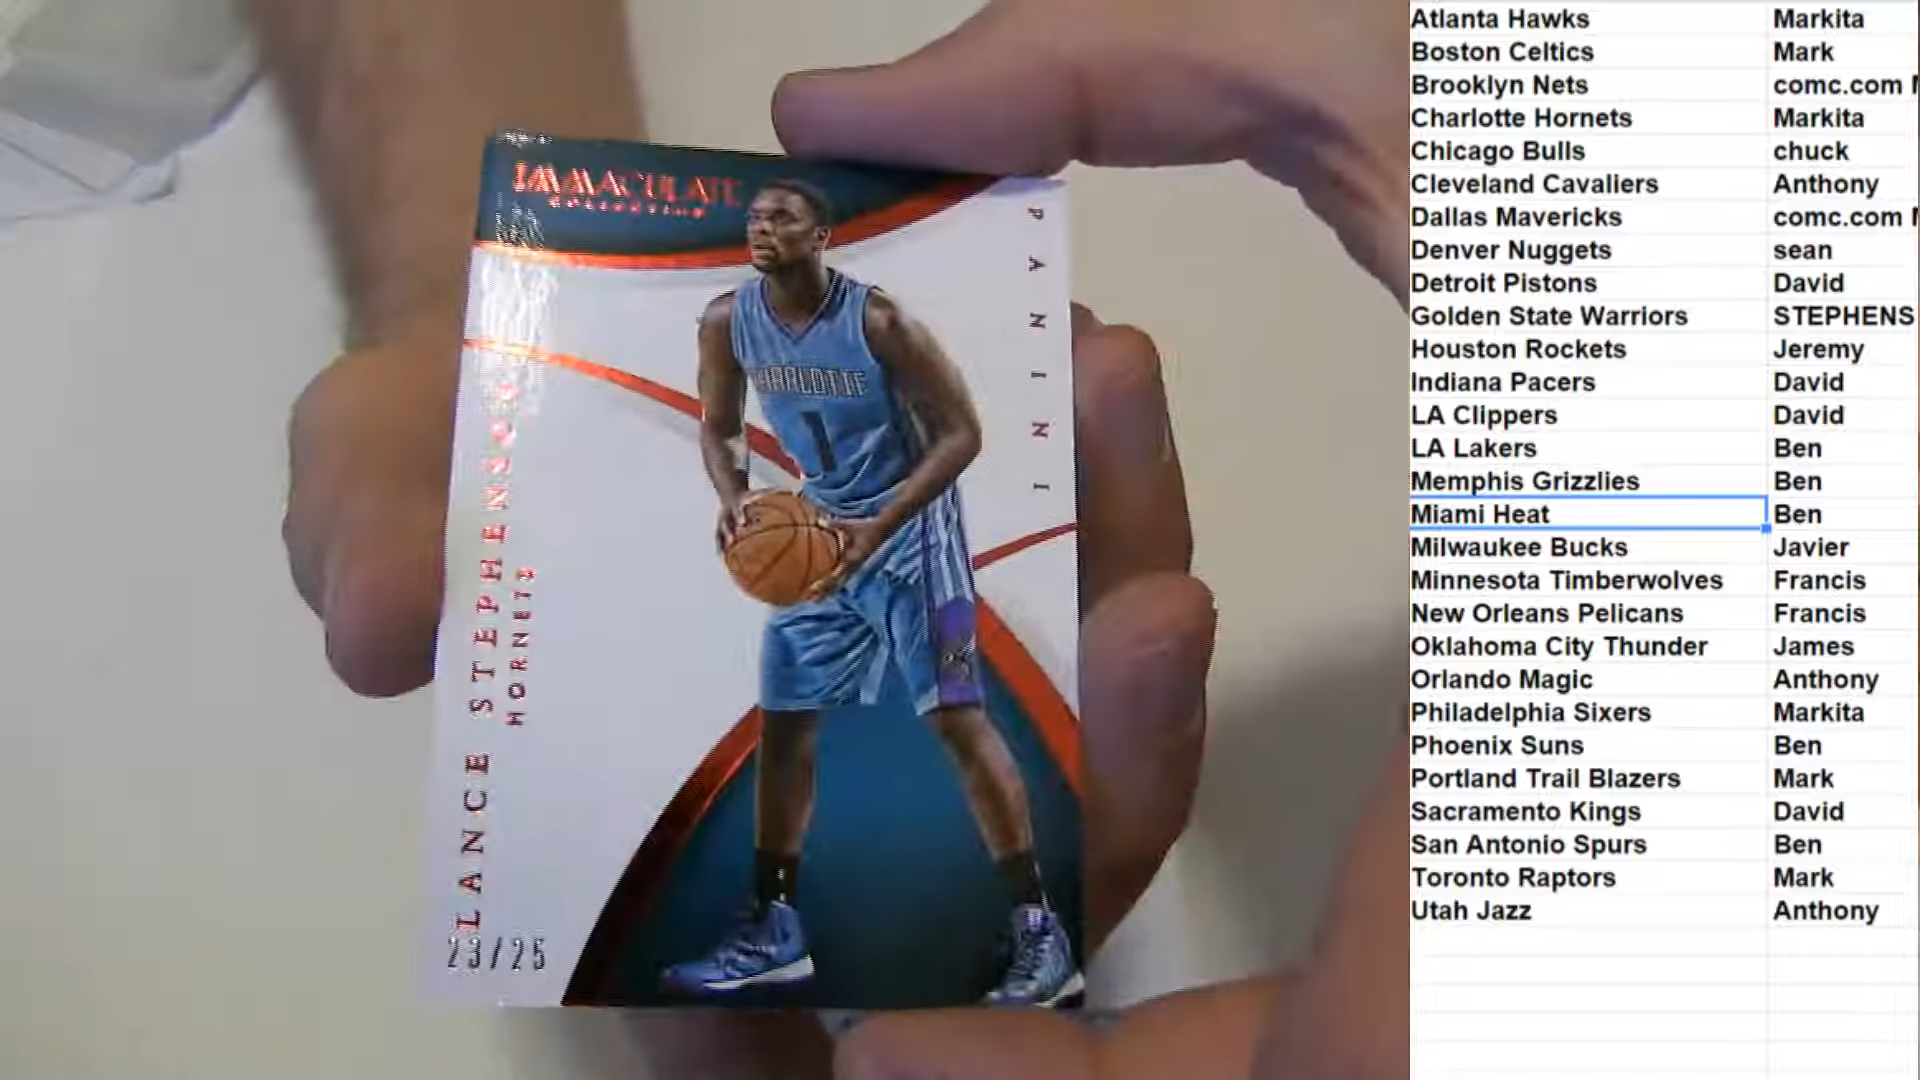 IMMACULATE
COLLECTION
PANINI
CHARLOTTE
1
LANCE STEPHENSON
HORNETS
23/25
Atlanta Hawks Markita
Boston Celtics Mark
Brooklyn Nets comc.com
Charlotte Hornets Markita
Chicago Bulls chuck
Cleveland Cavaliers Anthony
Dallas Mavericks comc.com
Denver Nuggets sean
Detroit Pistons David
Golden State Warriors STEPHENS
Houston Rockets Jeremy
Indiana Pacers David
LA Clippers David
LA Lakers Ben
Memphis Grizzlies Ben
Miami Heat Ben
Milwaukee Bucks Javier
Minnesota Timberwolves Francis
New Orleans Pelicans Francis
Oklahoma City Thunder James
Orlando Magic Anthony
Philadelphia Sixers Markita
Phoenix Suns Ben
Portland Trail Blazers Mark
Sacramento Kings David
San Antonio Spurs Ben
Toronto Raptors Mark
Utah Jazz Anthony